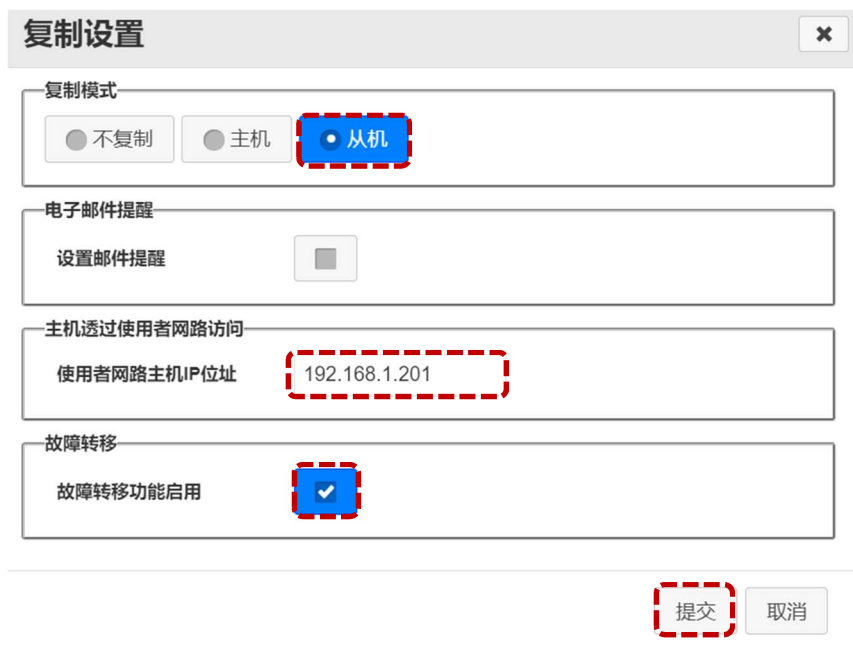 复制设置
复制模式
不复制 主机 从机
电子邮件提醒
设置邮件提醒
主机透过使用者网路访问
使用者网路主机IP位址 192.168.1.201
故障转移
故障转移功能启用
提交 取消